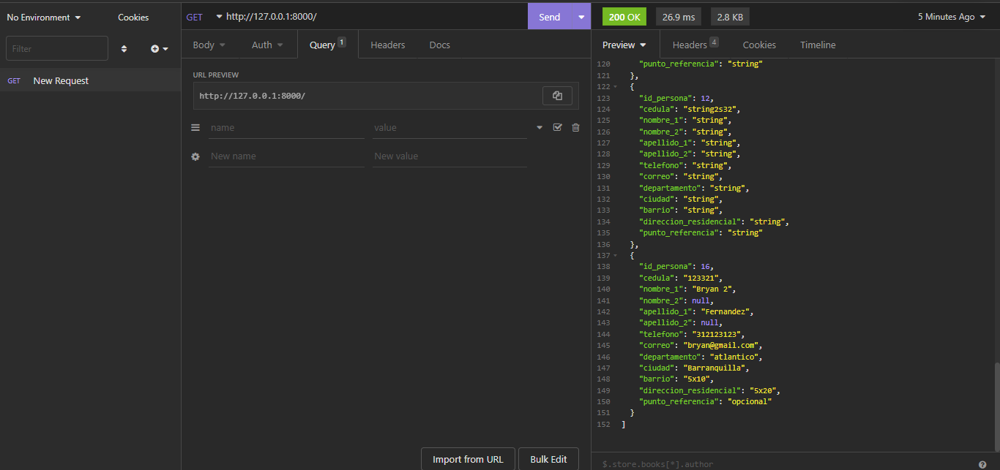 No Environment
Cookies
GET
http://127.0.0.1:8000/
Send
200 OK
26.9 ms
2.8 KB
5 Minutes Ago
Filter
GET New Request
Body
Auth
Query 1
Headers
Docs
URL PREVIEW
http://127.0.0.1:8000/
name
value
New name
New value
Import from URL
Bulk Edit
Preview
Headers 4
Cookies
Timeline
120 "punto_referencia": "string"
121 },
122 {
123 "id_persona": 12,
124 "cedula": "string2s32",
125 "nombre_1": "string",
126 "nombre_2": "string",
127 "apellido_1": "string",
128 "apellido_2": "string",
129 "telefono": "string",
130 "correo": "string",
131 "departamento": "string",
132 "ciudad": "string",
133 "barrio": "string",
134 "direccion_residencial": "string",
135 "punto_referencia": "string"
136 },
137 {
138 "id_persona": 16,
139 "cedula": "123321",
140 "nombre_1": "Bryan 2",
141 "nombre_2": null,
142 "apellido_1": "Fernandez",
143 "apellido_2": null,
144 "telefono": "312123123",
145 "correo": "bryan@gmail.com",
146 "departamento": "atlantico",
147 "ciudad": "Barranquilla",
148 "barrio": "5x10",
149 "direccion_residencial": "5x20",
150 "punto_referencia": "opcional"
151 }
152 ]
$.store.books[*].author